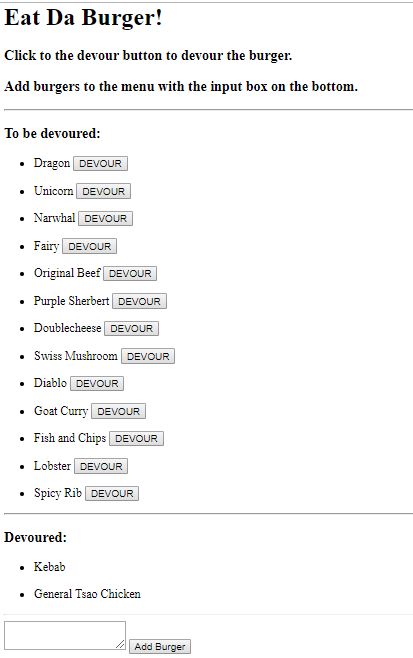 Eat Da Burger!
Click to the devour button to devour the burger.
Add burgers to the menu with the input box on the bottom.
To be devoured:
Dragon DEVOUR
Unicorn DEVOUR
Narwhal DEVOUR
Fairy DEVOUR
Original Beef DEVOUR
Purple Sherbert DEVOUR
Doublecheese DEVOUR
Swiss Mushroom DEVOUR
Diablo DEVOUR
Goat Curry DEVOUR
Fish and Chips DEVOUR
Lobster DEVOUR
Spicy Rib DEVOUR
Devoured:
Kebab
General Tsao Chicken
Add Burger